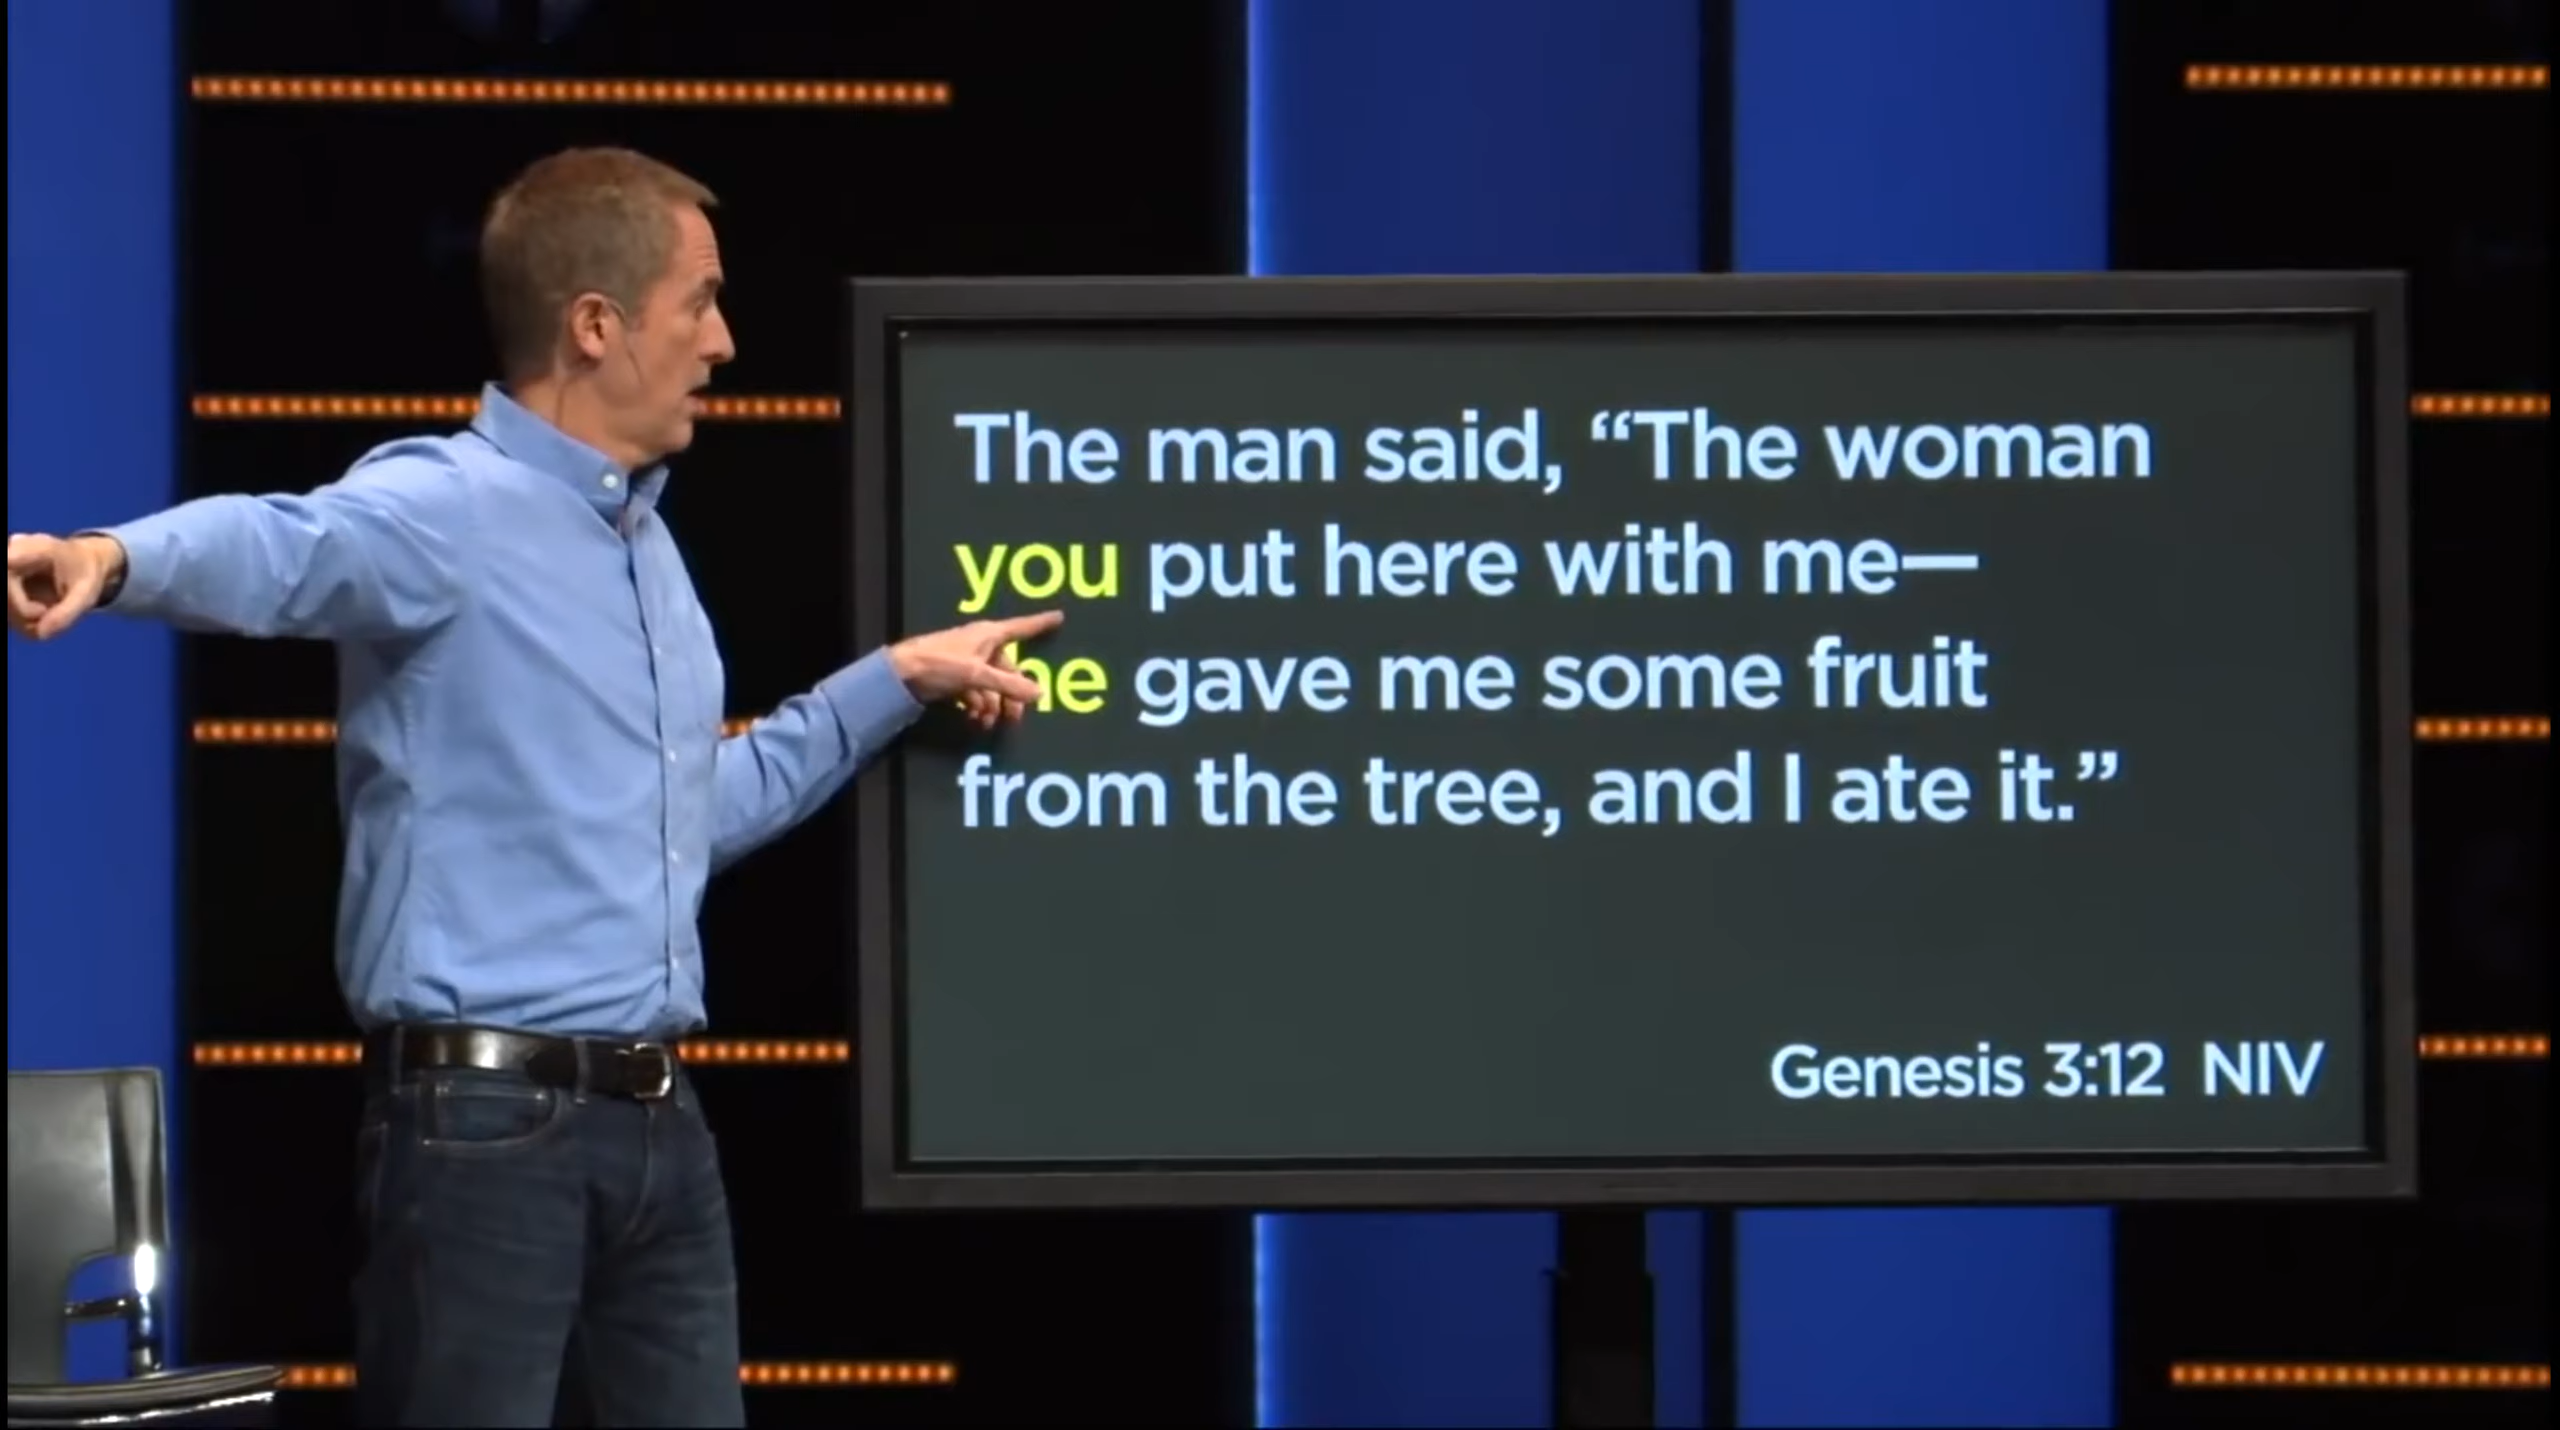 The man said, “The woman
you put here with me—
he gave me some fruit
from the tree, and I ate it.”
Genesis 3:12 NIV